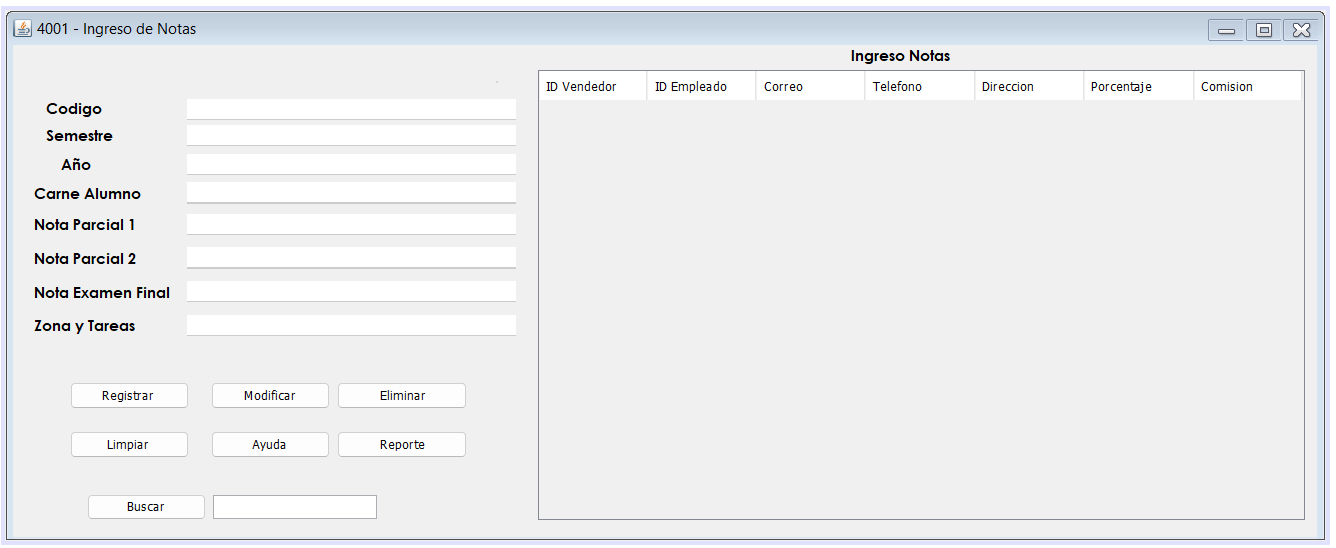 4001 - Ingreso de Notas
Ingreso Notas
ID Vendedor ID Empleado Correo Telefono Direccion Porcentaje Comision
Codigo
Semestre
Año
Carne Alumno
Nota Parcial 1
Nota Parcial 2
Nota Examen Final
Zona y Tareas
Registrar Modificar Eliminar
Limpiar Ayuda Reporte
Buscar